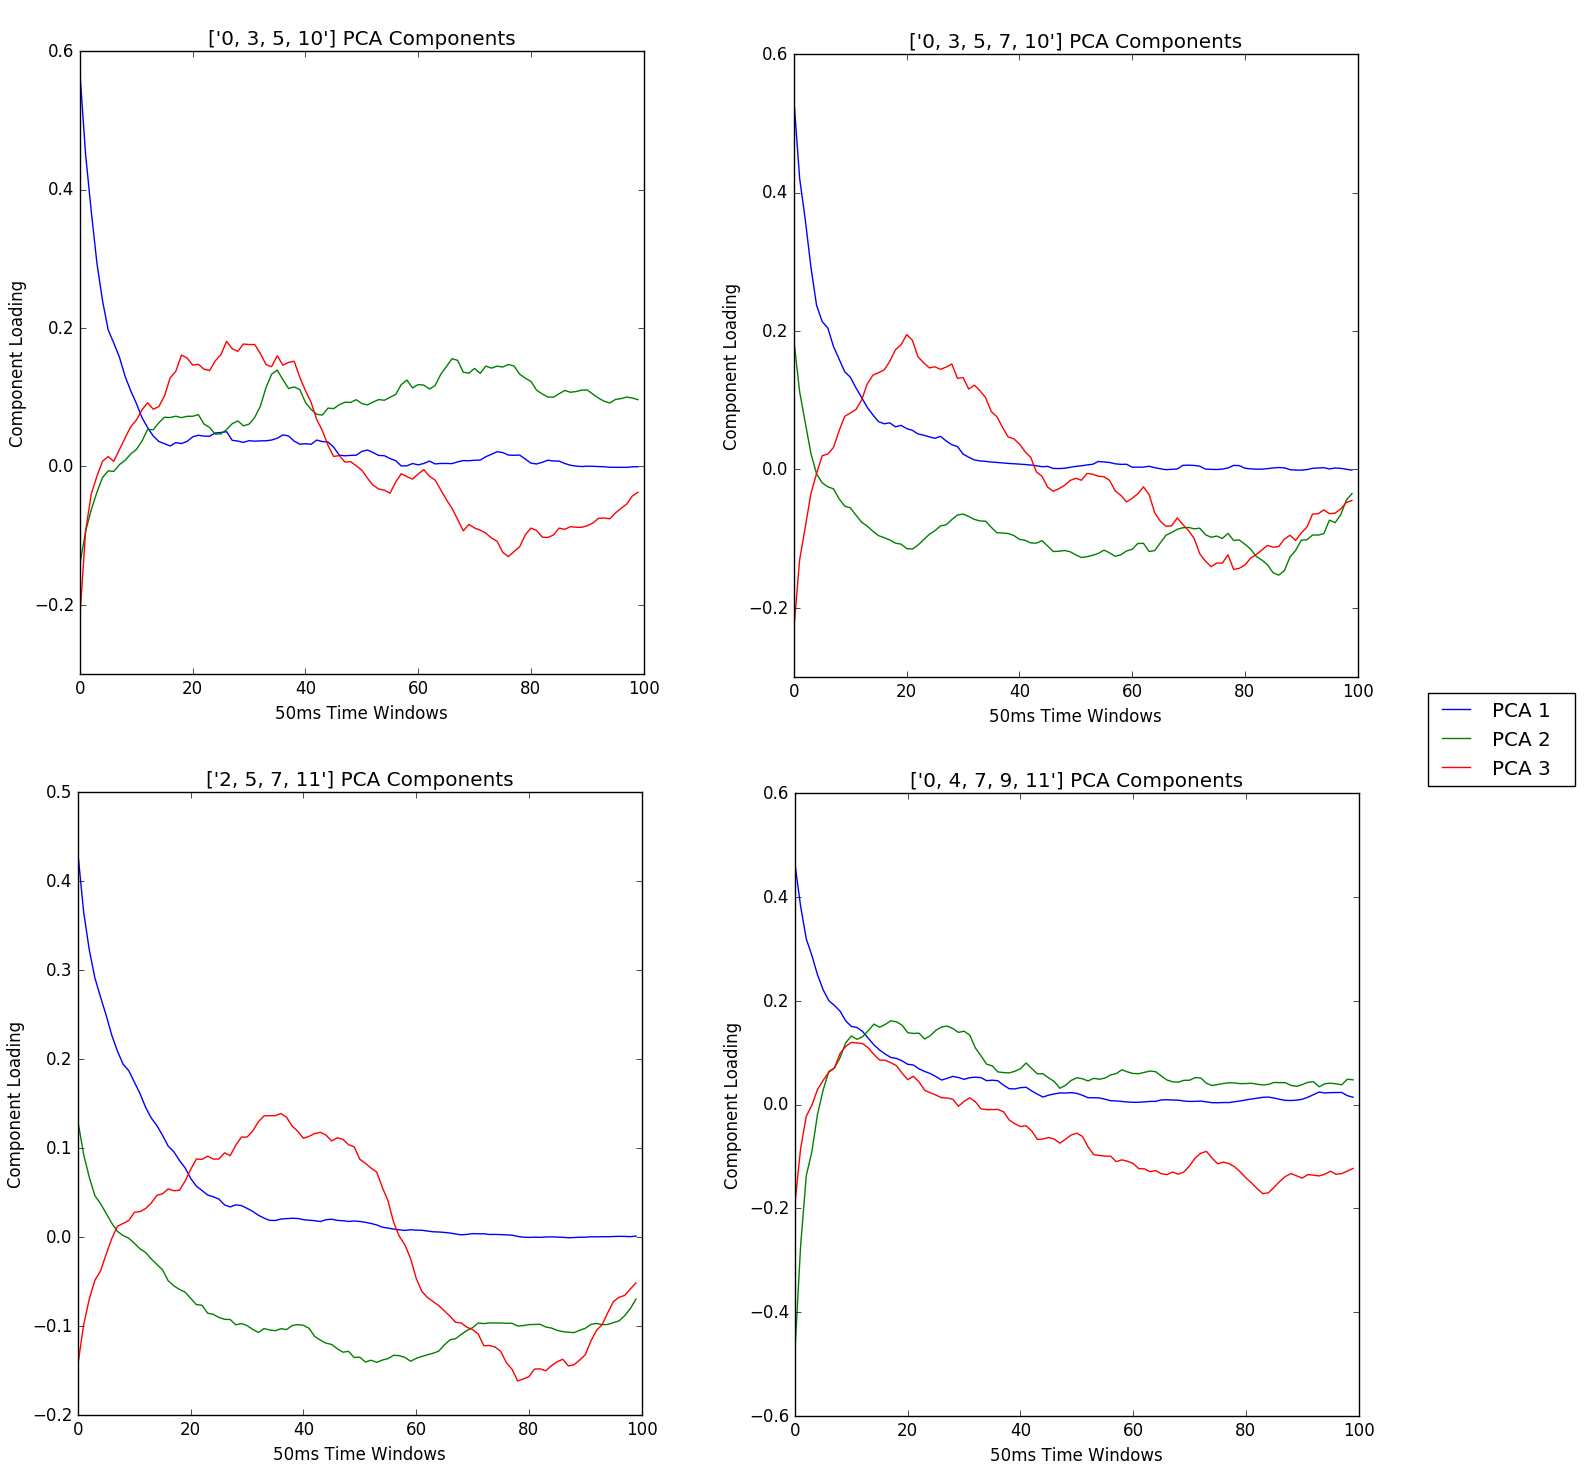 ['0, 3, 5, 10'] PCA Components
0.6
0.4
0.2
0.0
−0.2
Component Loading
0 20 40 60 80 100
50ms Time Windows
['0, 3, 5, 7, 10'] PCA Components
0.6
0.4
0.2
0.0
−0.2
Component Loading
0 20 40 60 80 100
50ms Time Windows
PCA 1
PCA 2
PCA 3
['2, 5, 7, 11'] PCA Components
0.5
0.4
0.3
0.2
0.1
0.0
−0.1
−0.2
Component Loading
0 20 40 60 80 100
50ms Time Windows
['0, 4, 7, 9, 11'] PCA Components
0.6
0.4
0.2
0.0
−0.2
−0.4
−0.6
Component Loading
0 20 40 60 80 100
50ms Time Windows